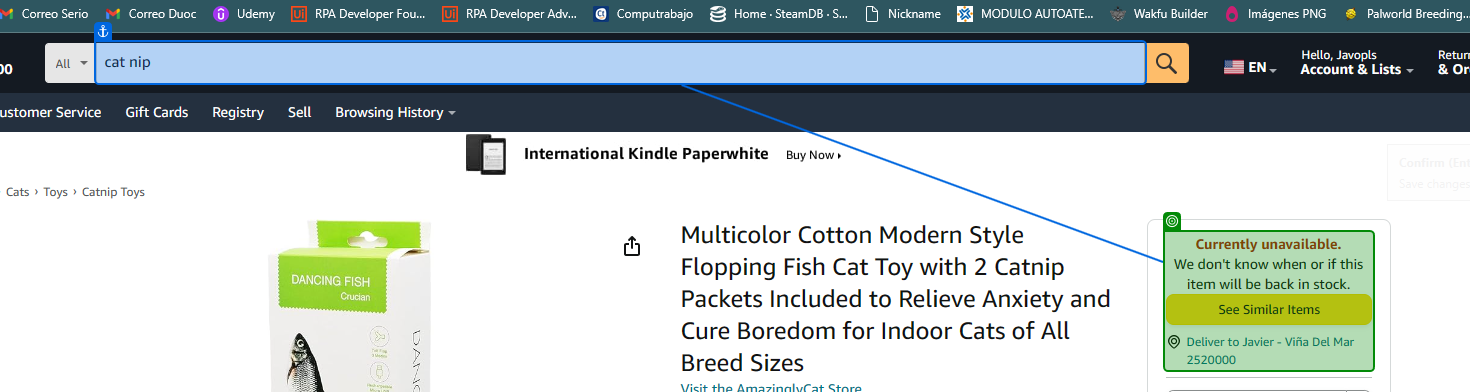 Correo Serio Correo Duoc Udemy RPA Developer Fou... RPA Developer Adv... Computrabajo Home · SteamDB · S... Nickname MODULO AUTOATE... Wakfu Builder Imágenes PNG Palworld Breeding...
00 All cat nip EN Hello, Javopls
Account & Lists Retur
& Or
ustomer Service Gift Cards Registry Sell Browsing History
International Kindle Paperwhite Buy Now
Confirm (Ent
Save changes
Cats › Toys › Catnip Toys
DANCING FISH
Crucian
Multicolor Cotton Modern Style
Flopping Fish Cat Toy with 2 Catnip
Packets Included to Relieve Anxiety and
Cure Boredom for Indoor Cats of All
Breed Sizes
Visit the AmazinglyCat Store
Currently unavailable.
We don't know when or if this
item will be back in stock.
See Similar Items
Deliver to Javier - Viña Del Mar
2520000